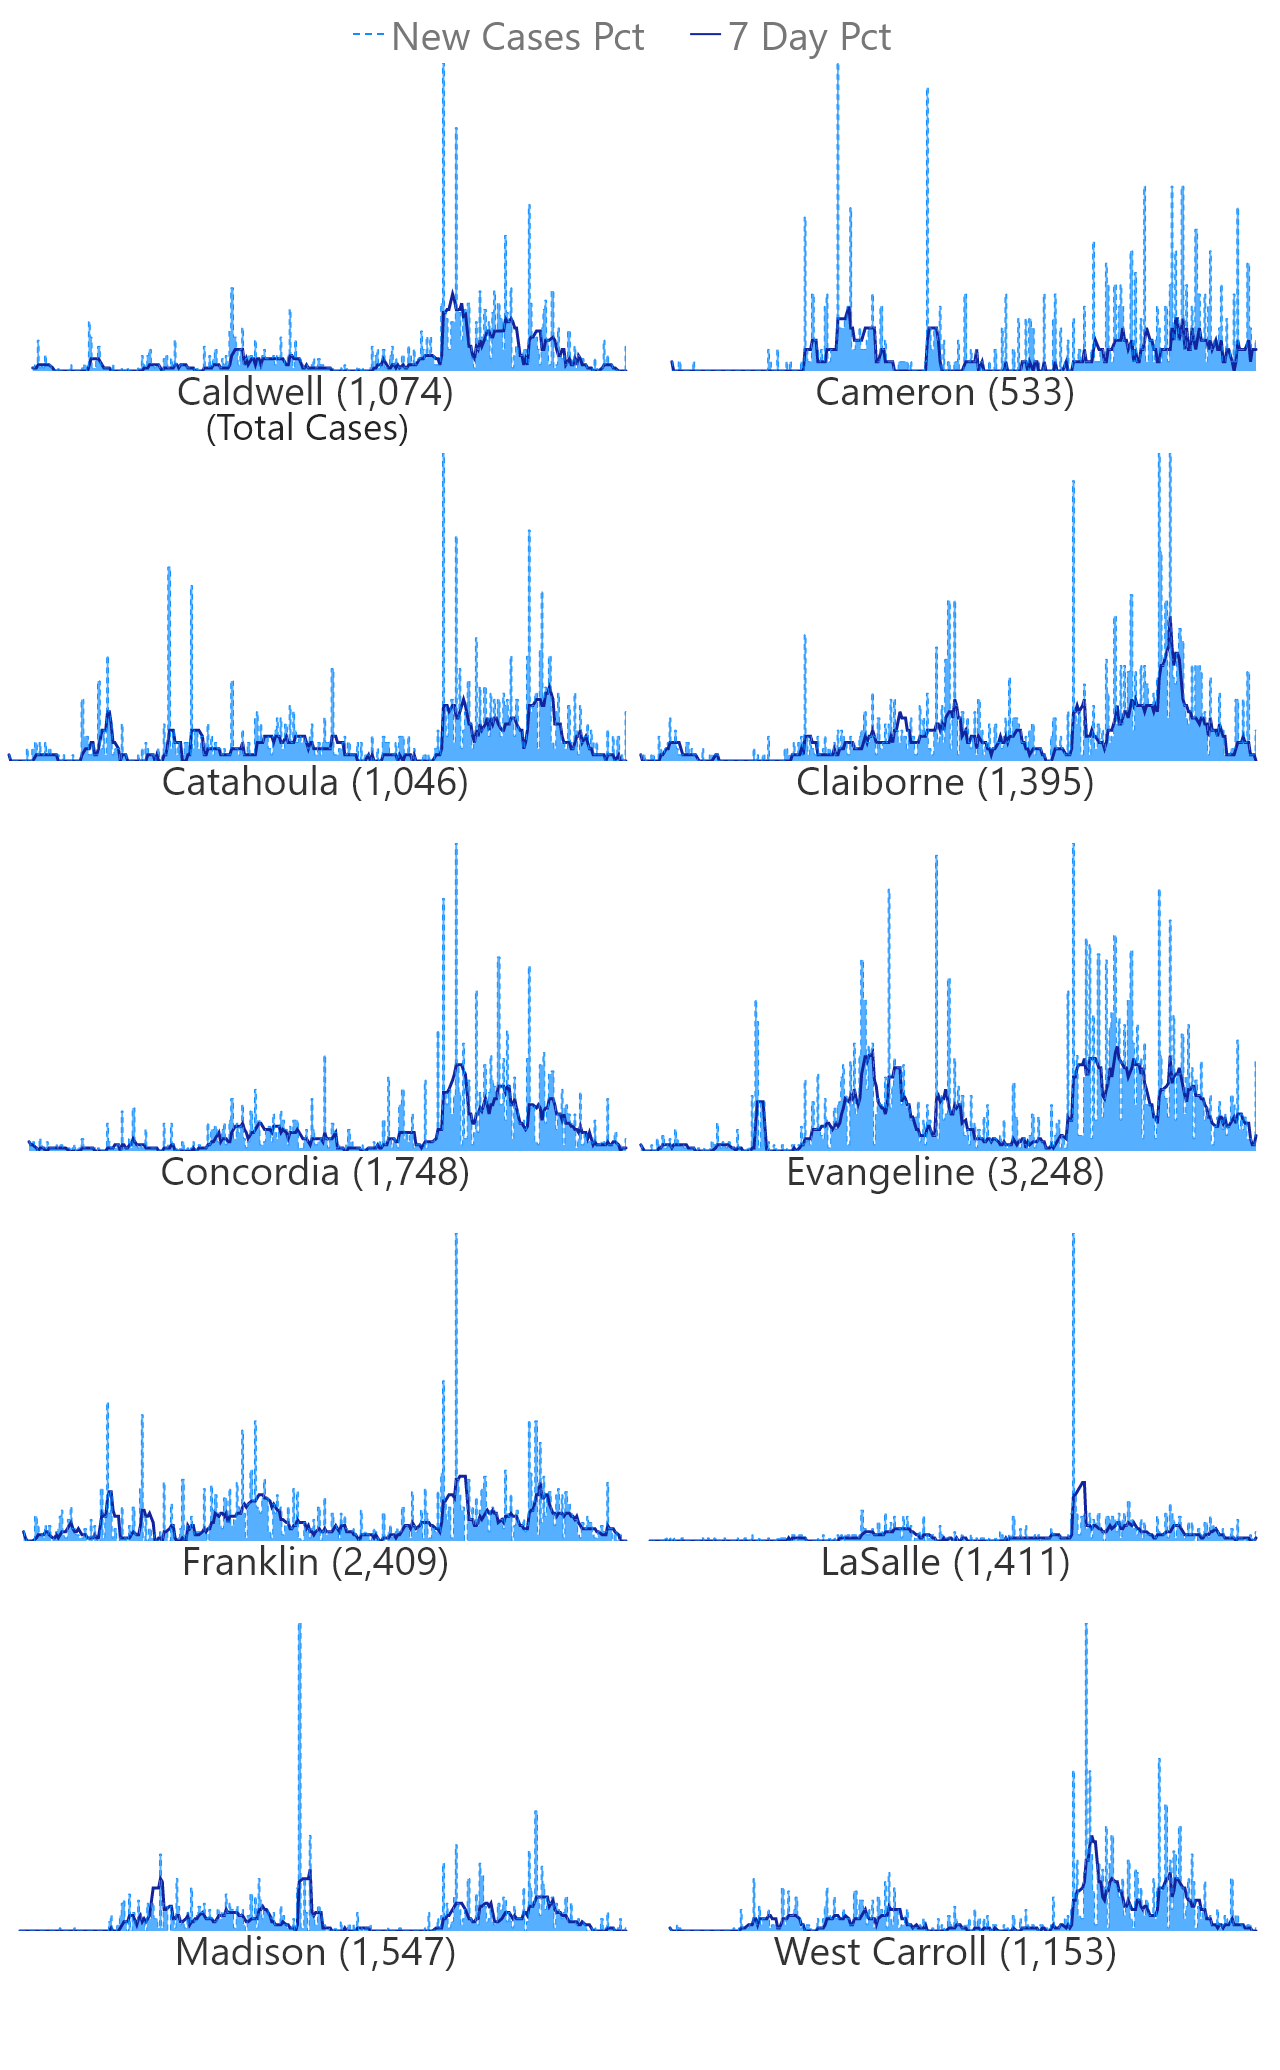 New Cases Pct 7 Day Pct
Caldwell (1,074) Cameron (533)
(Total Cases)
Catahoula (1,046) Claiborne (1,395)
Concordia (1,748) Evangeline (3,248)
Franklin (2,409) LaSalle (1,411)
Madison (1,547) West Carroll (1,153)